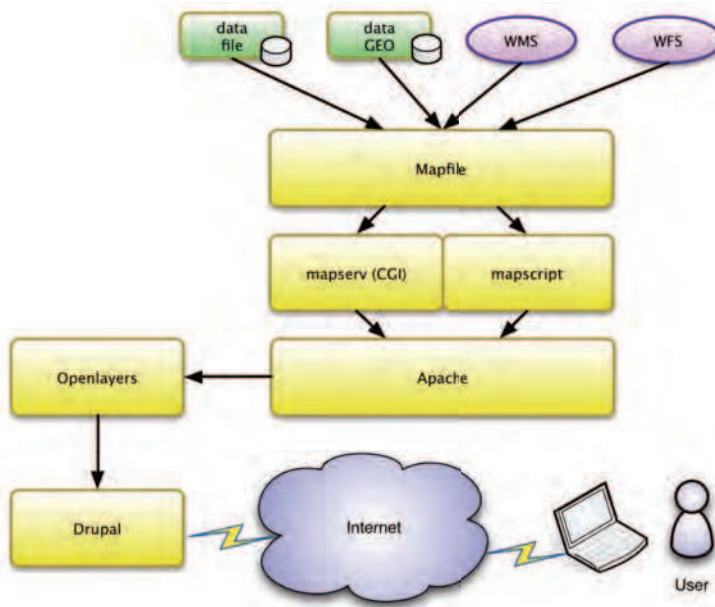 data
file
data
GEO
WMS
WFS
Mapfile
mapserv (CGI)
mapscript
Openlayers
Apache
Drupal
Internet
User